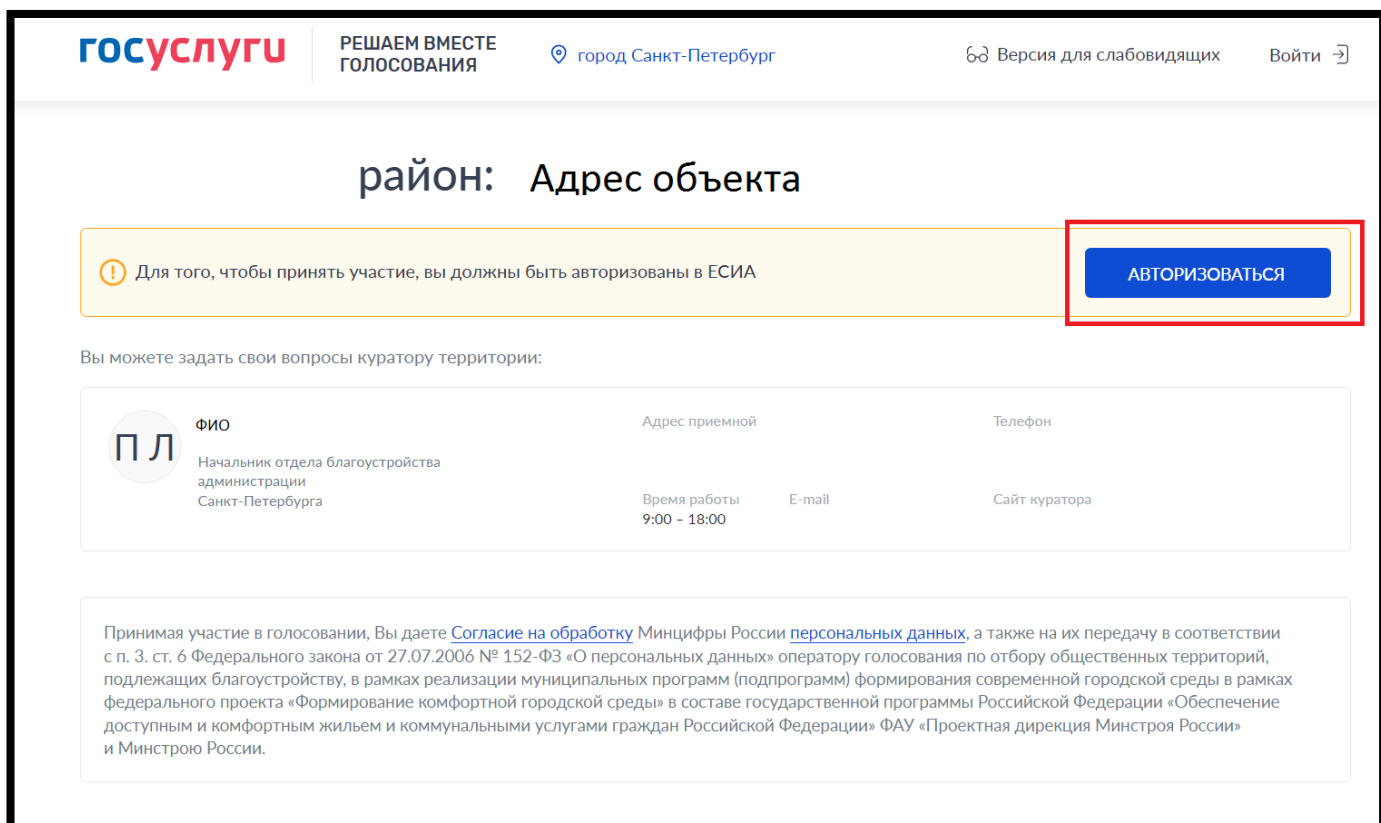 госуслуги
РЕШАЕМ ВМЕСТЕ
ГОЛОСОВАНИЯ
город Санкт-Петербург
Версия для слабовидящих
Войти
район: Адрес объекта
Для того, чтобы принять участие, вы должны быть авторизованы в ЕСИА
АВТОРИЗОВАТЬСЯ
Вы можете задать свои вопросы куратору территории:
П Л
ФИО
Начальник отдела благоустройства
администрации
Санкт-Петербурга
Адрес приемной
Телефон
Время работы
9:00 – 18:00
E-mail
Сайт куратора
Принимая участие в голосовании, Вы даете Согласие на обработку Минцифры России персональных данных, а также на их передачу в соответствии
с п. 3. ст. 6 Федерального закона от 27.07.2006 № 152-ФЗ «О персональных данных» оператору голосования по отбору общественных территорий,
подлежащих благоустройству, в рамках реализации муниципальных программ (подпрограмм) формирования современной городской среды в рамках
федерального проекта «Формирование комфортной городской среды» в составе государственной программы Российской Федерации «Обеспечение
доступным и комфортным жильем и коммунальными услугами граждан Российской Федерации» ФАУ «Проектная дирекция Минстроя России»
и Минстрою России.